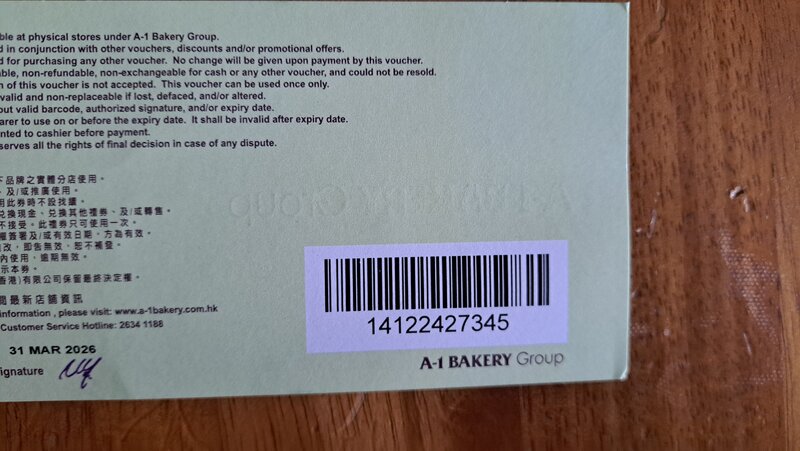 ble at physical stores under A-1 Bakery Group.
d in conjunction with other vouchers, discounts and/or promotional offers.
d for purchasing any other voucher. No change will be given upon payment by this voucher.
able, non-refundable, non-exchangeable for cash or any other voucher, and could not be resold.
n of this voucher is not accepted. This voucher can be used once only.
nvalid and non-replaceable if lost, defaced, and/or altered.
out valid barcode, authorized signature, and/or expiry date.
arer to use on or before the expiry date. It shall be invalid after expiry date.
ented to cashier before payment.
serves all the rights of final decision in case of any dispute.
下品牌之實體分店使用。
、及/或推廣使用。
用此券時不設找續。
兌換現金、兌換其他禮券、及/或轉售。
不接受。此禮券只可使用一次。
權簽署及/或有效日期，方為有效。
改，即告無效，恕不補發。
內使用，逾期無效。
示本券。
香港)有限公司保留最終決定權。
閱最新店舖資訊
information , please visit: www.a-1bakery.com.hk
Customer Service Hotline: 2634 1188
31 MAR 2026
ignature
14122427345
A-1 BAKERY Group